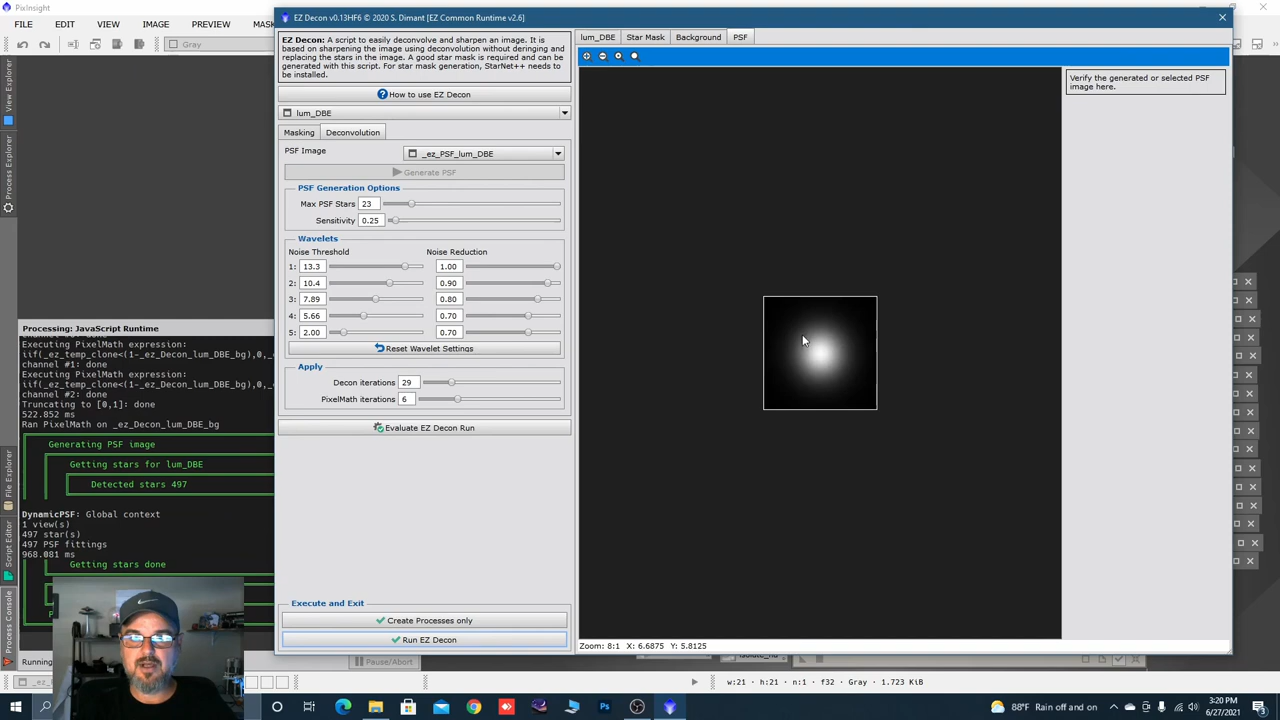 PixInsight
EZ Decon v0.13HF6 © 2020 S. Dimant [EZ Common Runtime v2.6]
FILE EDIT VIEW IMAGE PREVIEW
Gray
View Explorer
Process Explorer
File Explorer
Script Editor
Process Console
EZ Decon: A script to easily deconvolve and sharpen an image. It is
based on sharpening the image using deconvolution without deringing and
replacing the stars in the image. A good star mask is required and can be
generated with this script. For star mask generation, StarNet++ needs to
be installed.
How to use EZ Decon
lum_DBE
Masking Deconvolution
PSF Image _ez_PSF_lum_DBE
Generate PSF
PSF Generation Options
Max PSF Stars 23
Sensitivity 0.25
Wavelets
Noise Threshold Noise Reduction
1: 13.3 1.00
2: 10.4 0.90
3: 7.89 0.80
4: 5.66 0.70
5: 2.00 0.70
Reset Wavelet Settings
Apply
Decon iterations 29
PixelMath iterations 6
Evaluate EZ Decon Run
Execute and Exit
Create Processes only
Run EZ Decon
lum_DBE Star Mask Background PSF
Verify the generated or selected PSF
image here.
Zoom: 8:1 X: 6.6875 Y: 5.8125
Processing: JavaScript Runtime
Executing PixelMath expression:
iif(_ez_temp_clone<(1-_ez_Decon_lum_DBE_bg),0,_
channel #1: done
Executing PixelMath expression:
iif(_ez_temp_clone<(1-_ez_Decon_lum_DBE_bg),0,_
channel #2: done
Truncating to [0,1]: done
522.852 ms
Ran PixelMath on _ez_Decon_lum_DBE_bg
Generating PSF image
Getting stars for lum_DBE
Detected stars 497
DynamicPSF: Global context
1 view(s)
497 star(s)
497 PSF fittings
968.081 ms
Getting stars done
Running
Pause/Abort
w:21 · h:21 · n:1 · f32 · Gray · 1.723 KiB
88°F Rain off and on
3:20 PM
6/27/2021